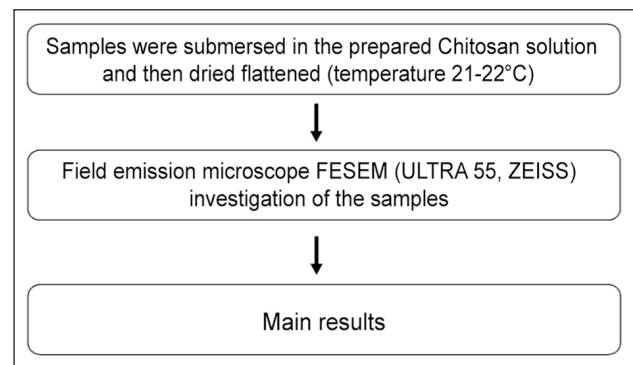 Samples were submersed in the prepared Chitosan solution
and then dried flattened (temperature 21-22°C)
Field emission microscope FESEM (ULTRA 55, ZEISS)
investigation of the samples
Main results